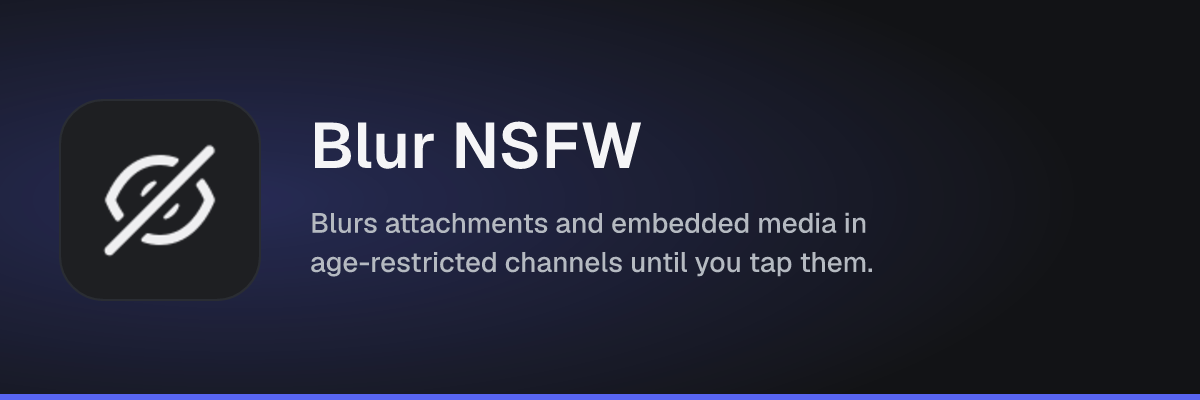 Blur NSFW
Blurs attachments and embedded media in
age-restricted channels until you tap them.